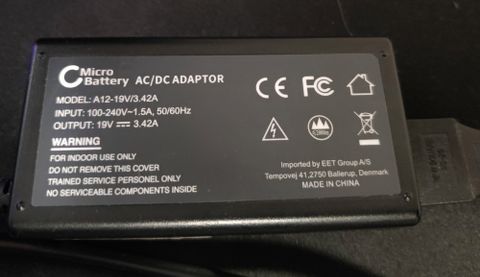 Micro
Battery AC/DC ADAPTOR
MODEL: A12-19V/3.42A
INPUT: 100-240V~1.5A, 50/60Hz
OUTPUT: 19V ⎓ 3.42A
WARNING
FOR INDOOR USE ONLY
DO NOT REMOVE THIS COVER
TRAINED SERVICE PERSONEL ONLY
NO SERVICEABLE COMPONENTS INSIDE
CE FC
Imported by EET Group A/S
Tempovej 41,2750 Ballerup, Denmark
MADE IN CHINA